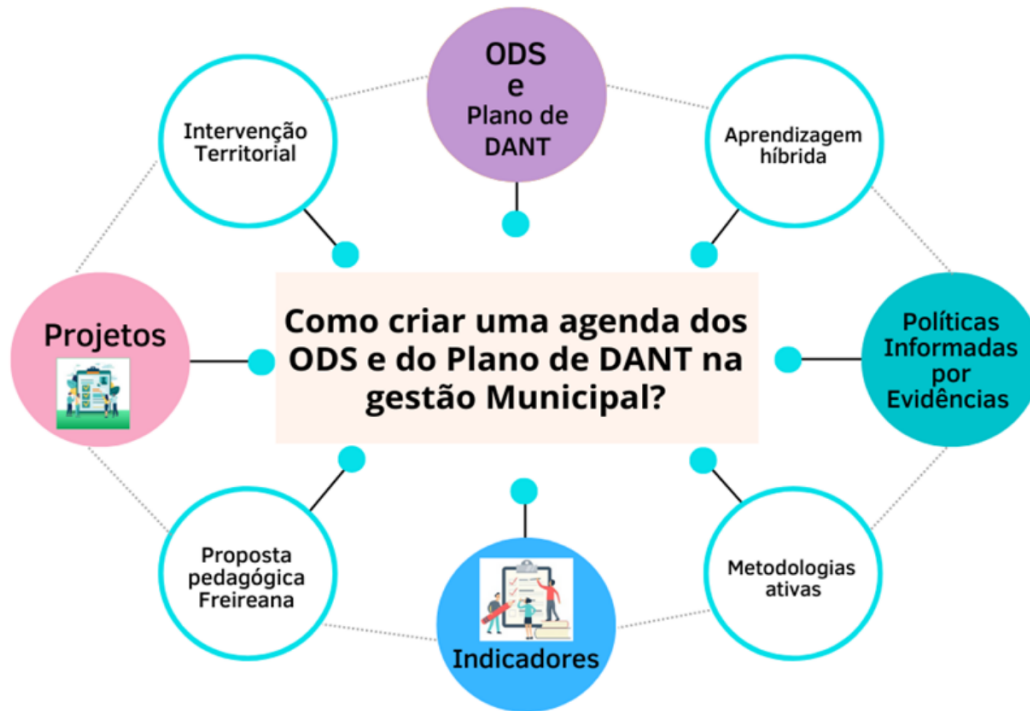 ODS
e
Plano de
DANT
Intervenção
Territorial
Aprendizagem
híbrida
Projetos
Como criar uma agenda dos
ODS e do Plano de DANT na
gestão Municipal?
Políticas
Informadas
por
Evidências
Proposta
pedagógica
Freireana
Indicadores
Metodologias
ativas